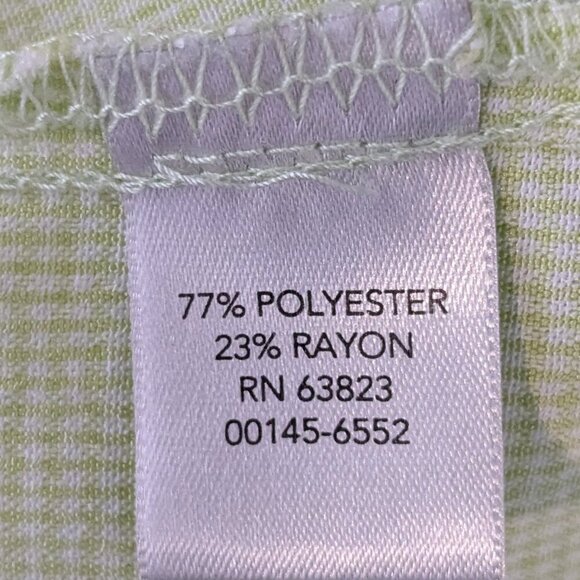 77% POLYESTER
23% RAYON
RN 63823
00145-6552